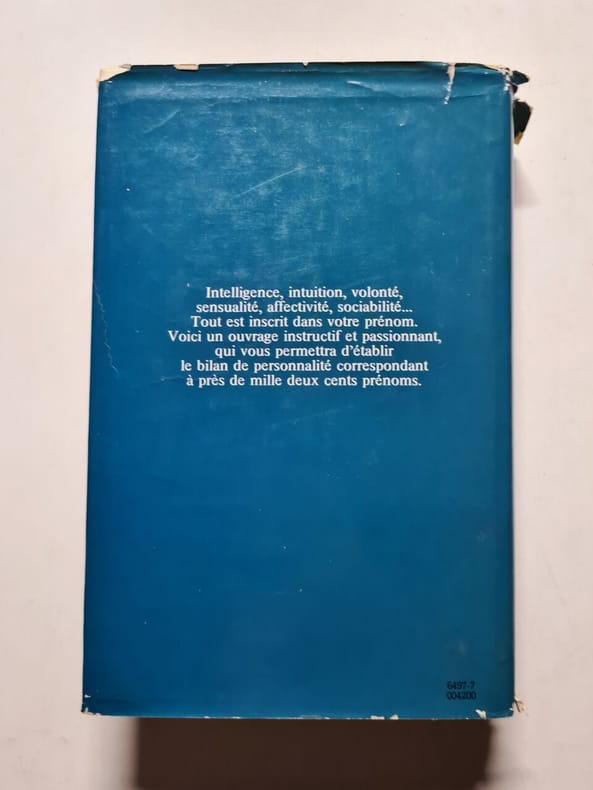 Intelligence, intuition, volonté,
sensualité, affectivité, sociabilité...
Tout est inscrit dans votre prénom.
Voici un ouvrage instructif et passionnant,
qui vous permettra d'établir
le bilan de personnalité correspondant
à près de mille deux cents prénoms.
6497-7
004200